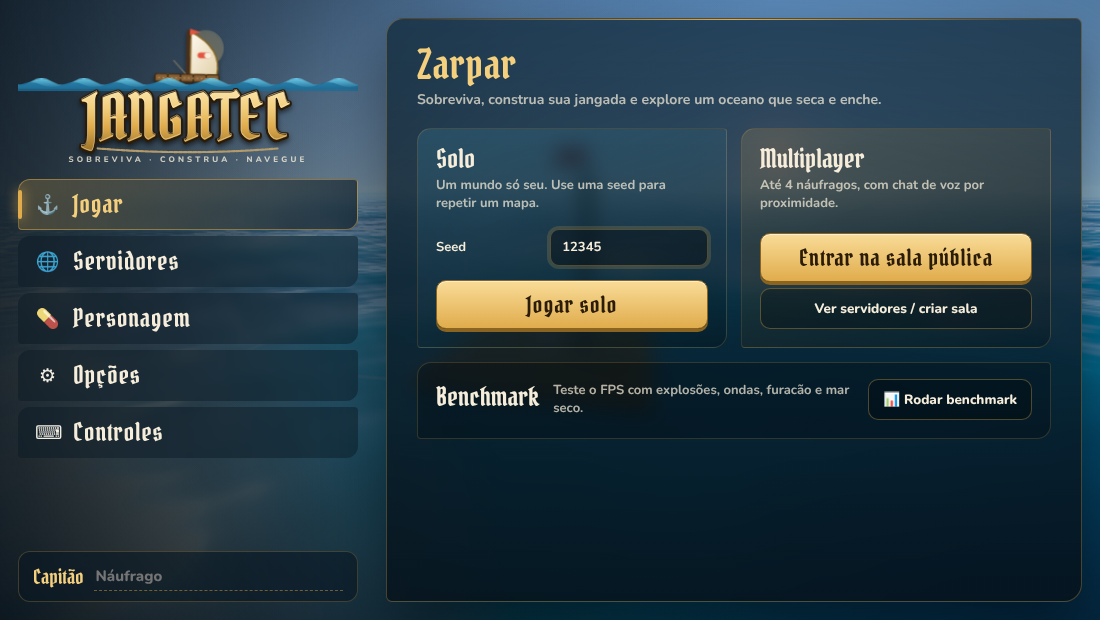 JANGATEC
SOBREVIVA · CONSTRUA · NAVEGUE
Jogar
Servidores
Personagem
Opções
Controles
Capitão Náufrago
Zarpar
Sobreviva, construa sua jangada e explore um oceano que seca e enche.
Solo
Um mundo só seu. Use uma seed para
repetir um mapa.
Seed 12345
Jogar solo
Multiplayer
Até 4 náufragos, com chat de voz por
proximidade.
Entrar na sala pública
Ver servidores / criar sala
Benchmark
Teste o FPS com explosões, ondas, furacão e mar
seco.
Rodar benchmark